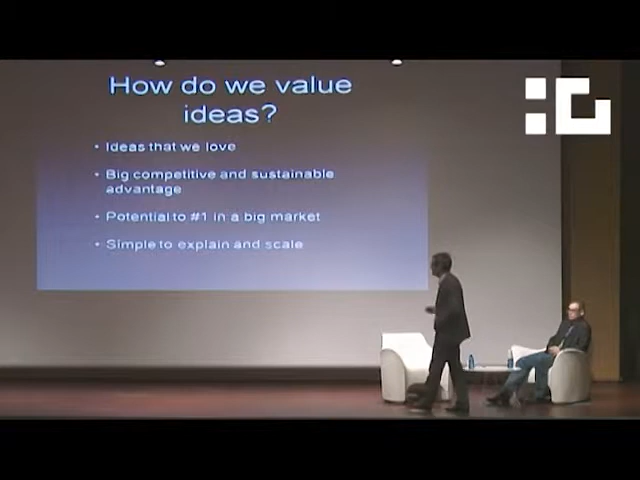 How do we value
ideas?
• Ideas that we love
• Big competitive and sustainable
advantage
• Potential to #1 in a big market
• Simple to explain and scale